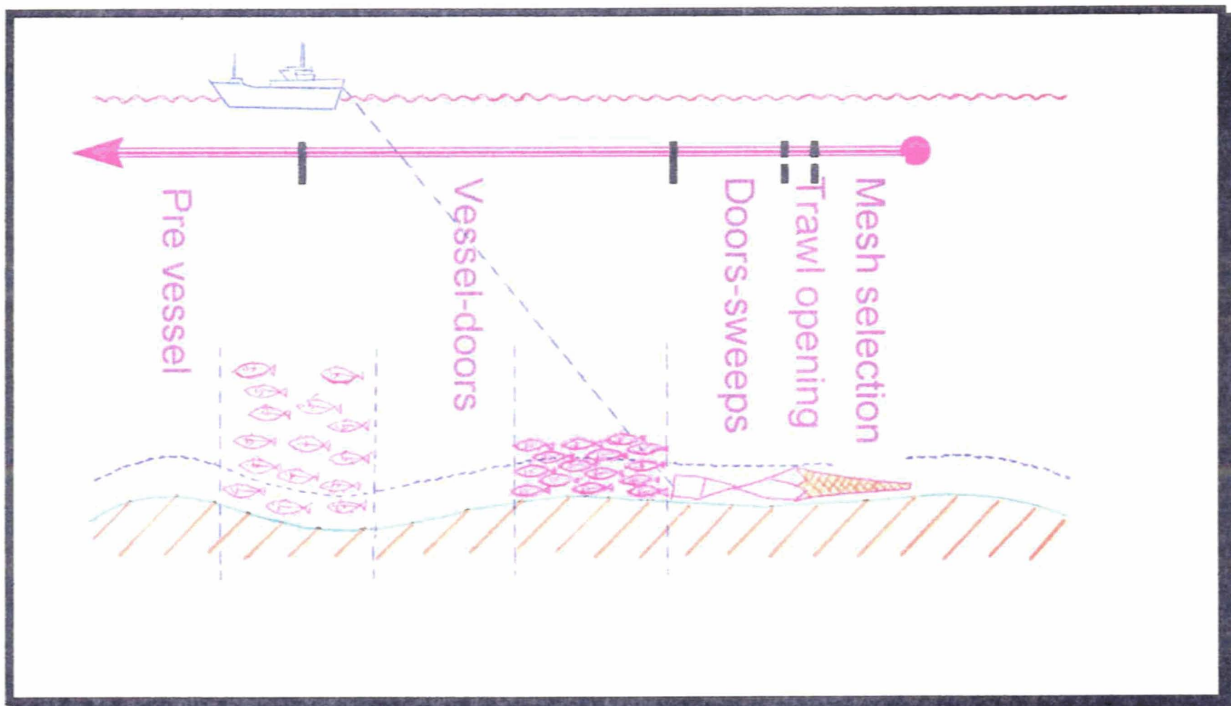 Pre vessel
Vessel-doors
Doors-sweeps
Trawl opening
Mesh selection